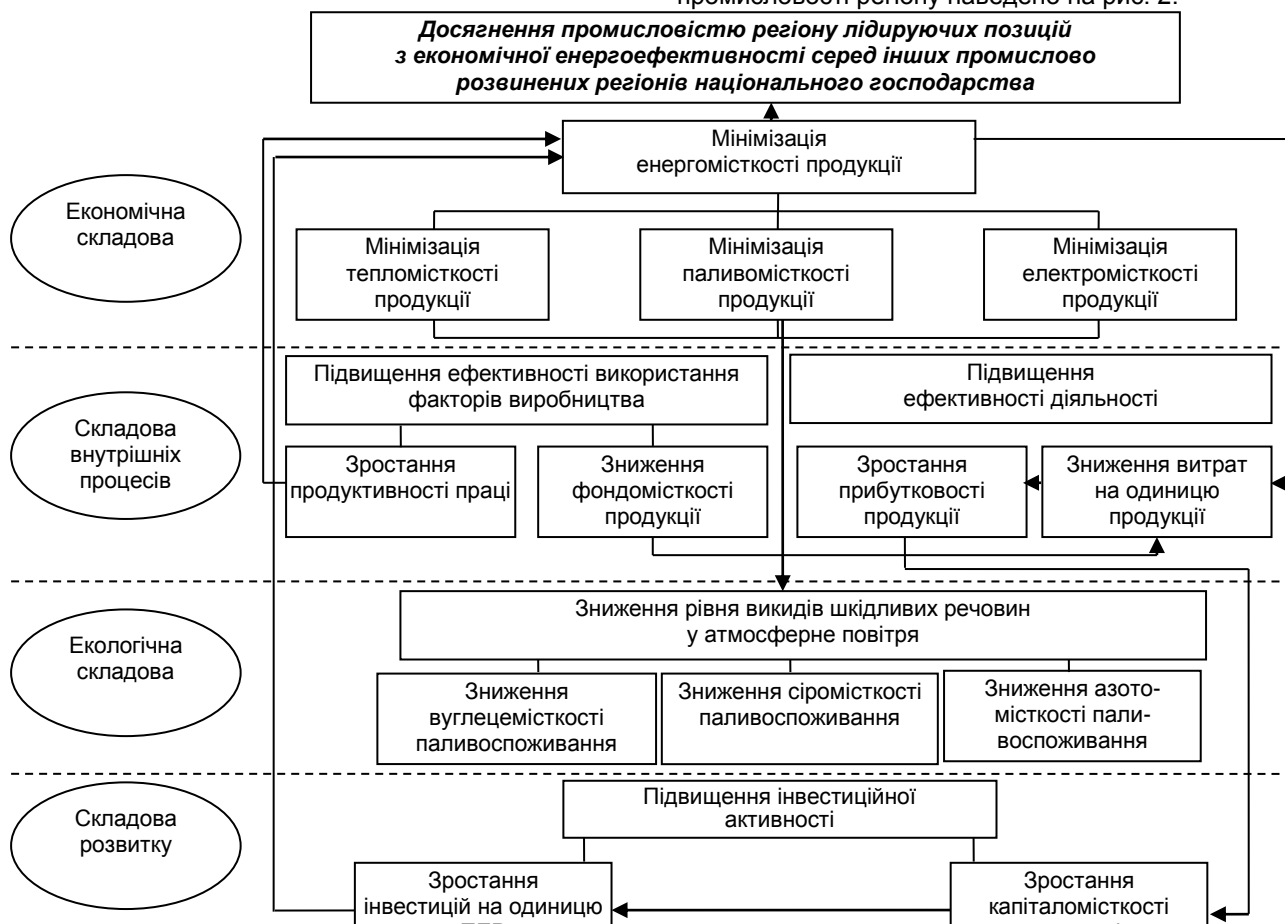 промисловості регіону наведено на рис. 2.
Досягнення промисловістю регіону лідируючих позицій
з економічної енергоефективності серед інших промислово
розвинених регіонів національного господарства
Мінімізація
енергомісткості продукції
Економічна
складова
Мінімізація
тепломісткості
продукції
Мінімізація
паливомісткості
продукції
Мінімізація
електромісткості
продукції
Підвищення ефективності використання
факторів виробництва
Підвищення
ефективності діяльності
Складова
внутрішніх
процесів
Зростання
продуктивності праці
Зниження
фондомісткості
продукції
Зростання
прибутковості
продукції
Зниження витрат
на одиницю
продукції
Зниження рівня викидів шкідливих речовин
у атмосферне повітря
Екологічна
складова
Зниження
вуглецемісткості
паливоспоживання
Зниження сіромісткості
паливоспоживання
Зниження азото-
місткості пали-
воспоживання
Підвищення інвестиційної
активності
Складова
розвитку
Зростання
інвестицій на одиницю
Зростання
капіталомісткості